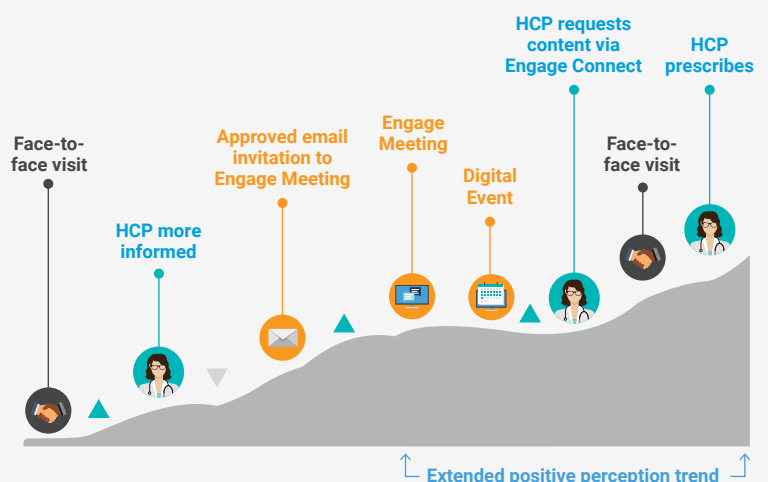 Face-to-
face visit
HCP more
informed
Approved email
invitation to
Engage Meeting
Engage
Meeting
Digital
Event
HCP requests
content via
Engage Connect
Face-to-
face visit
HCP
prescribes
Extended positive perception trend